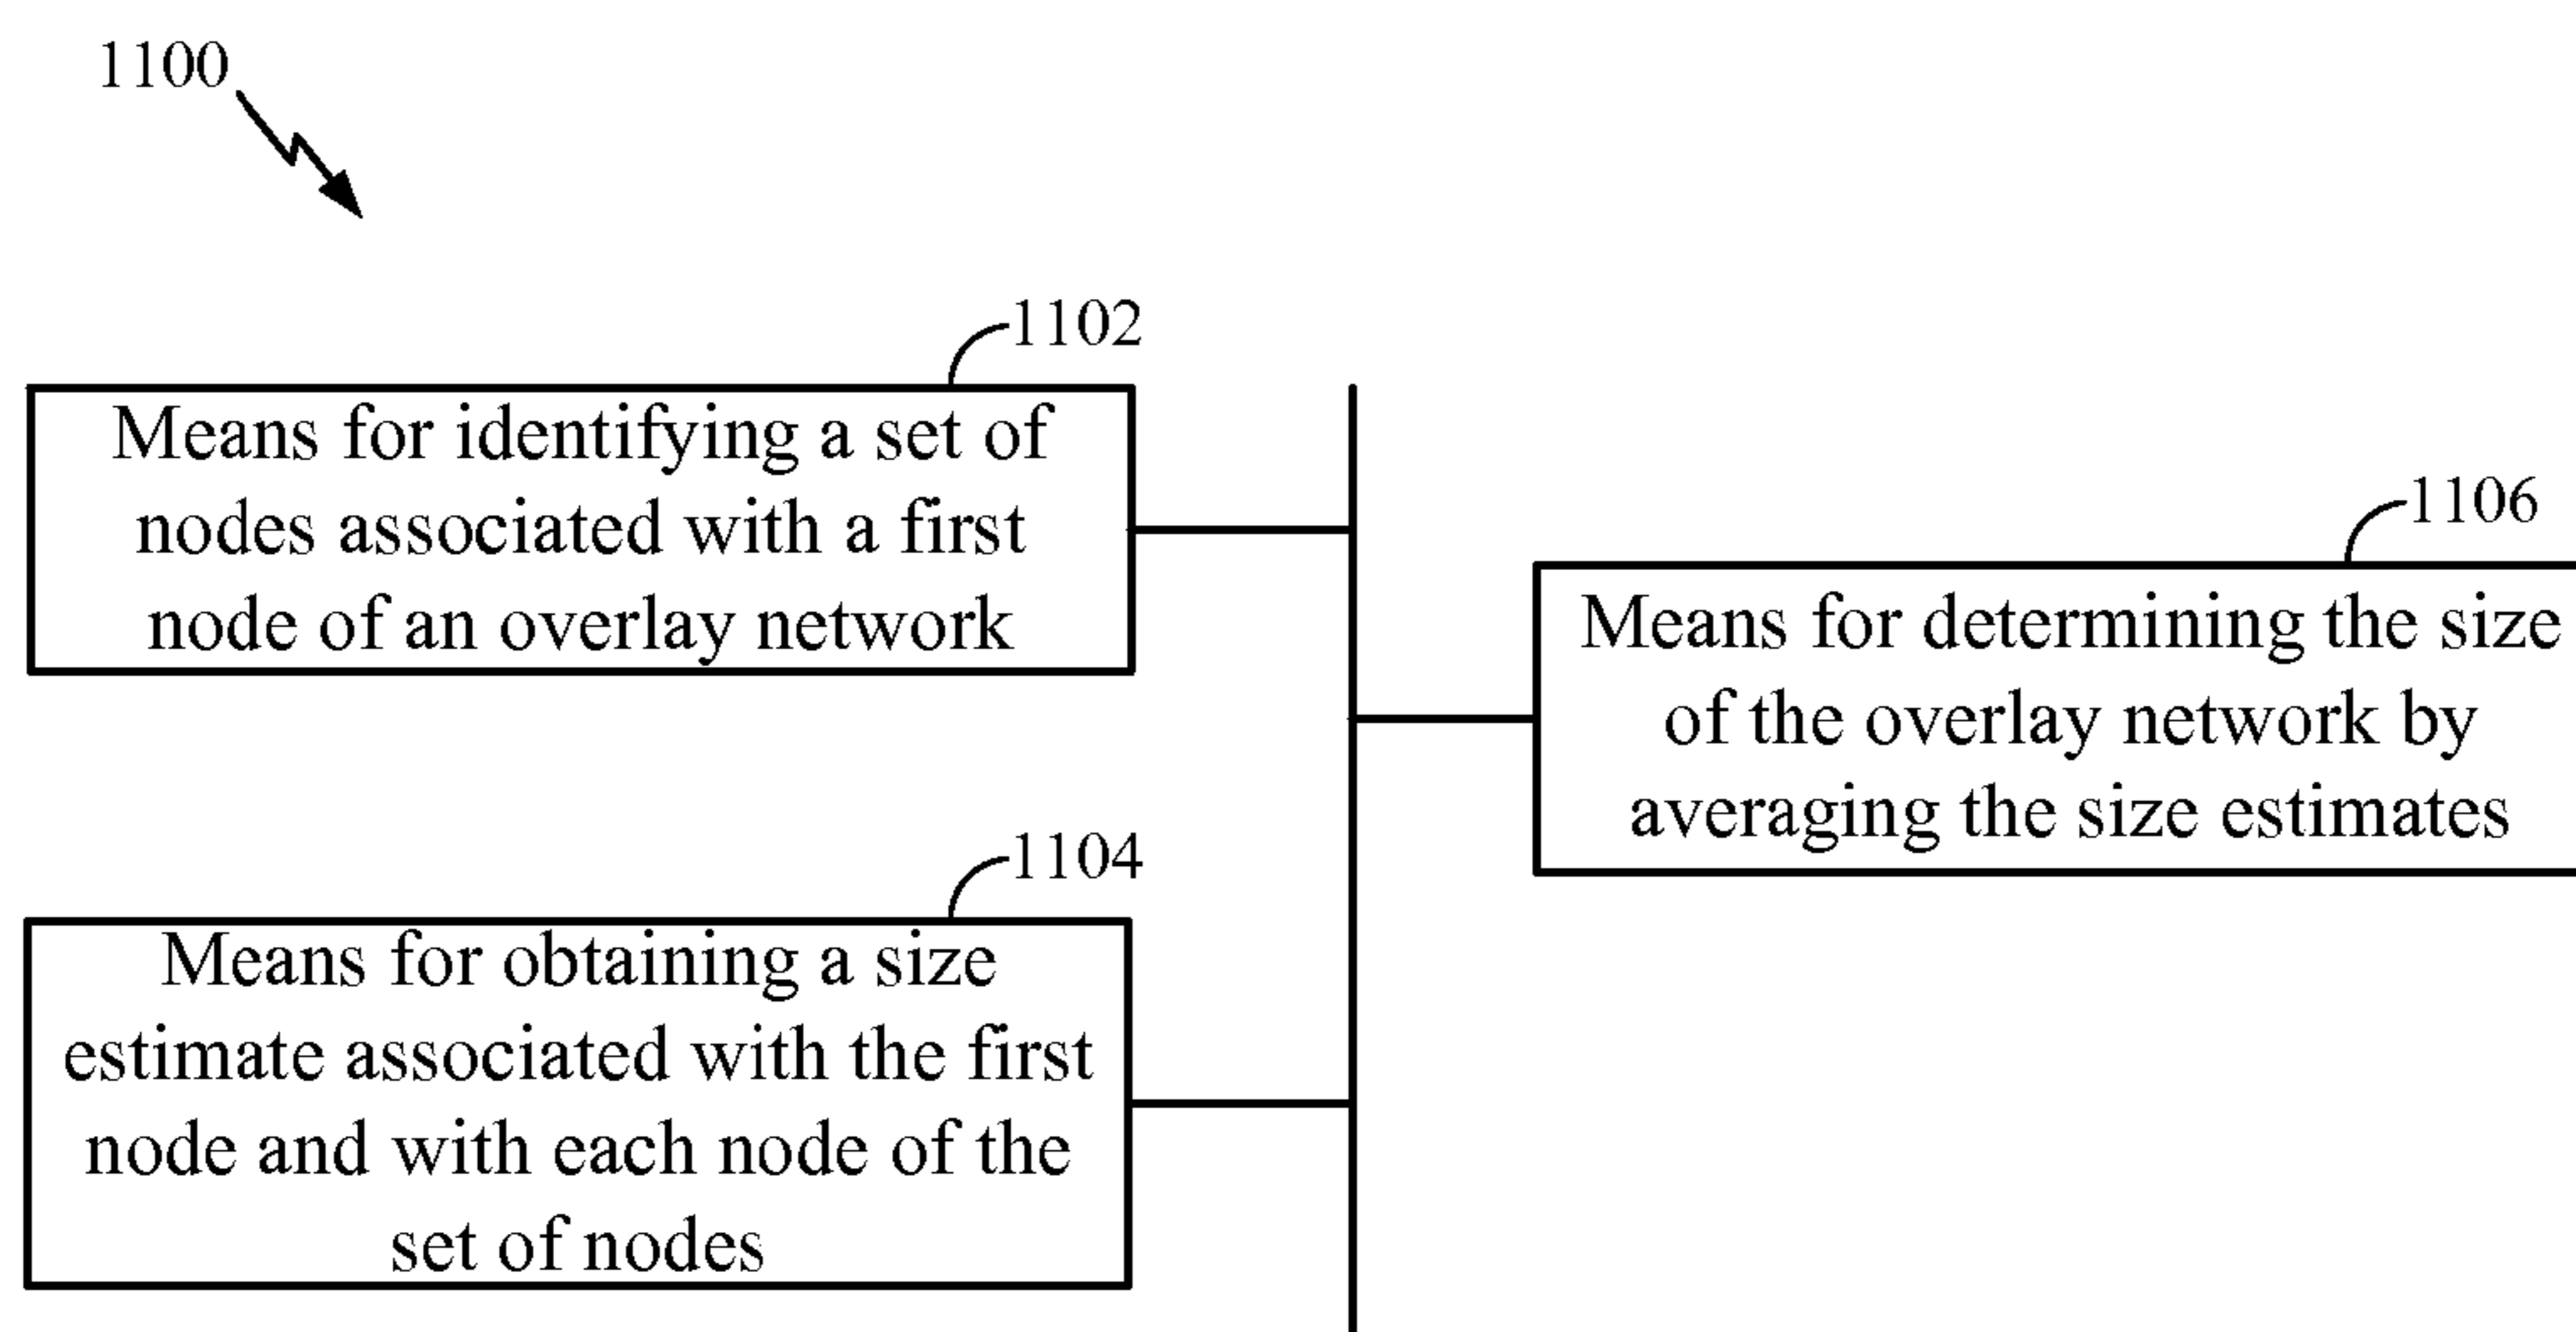 1100
1102
Means for identifying a set of
nodes associated with a first
node of an overlay network
1106
Means for determining the size
of the overlay network by
averaging the size estimates
1104
Means for obtaining a size
estimate associated with the first
node and with each node of the
set of nodes